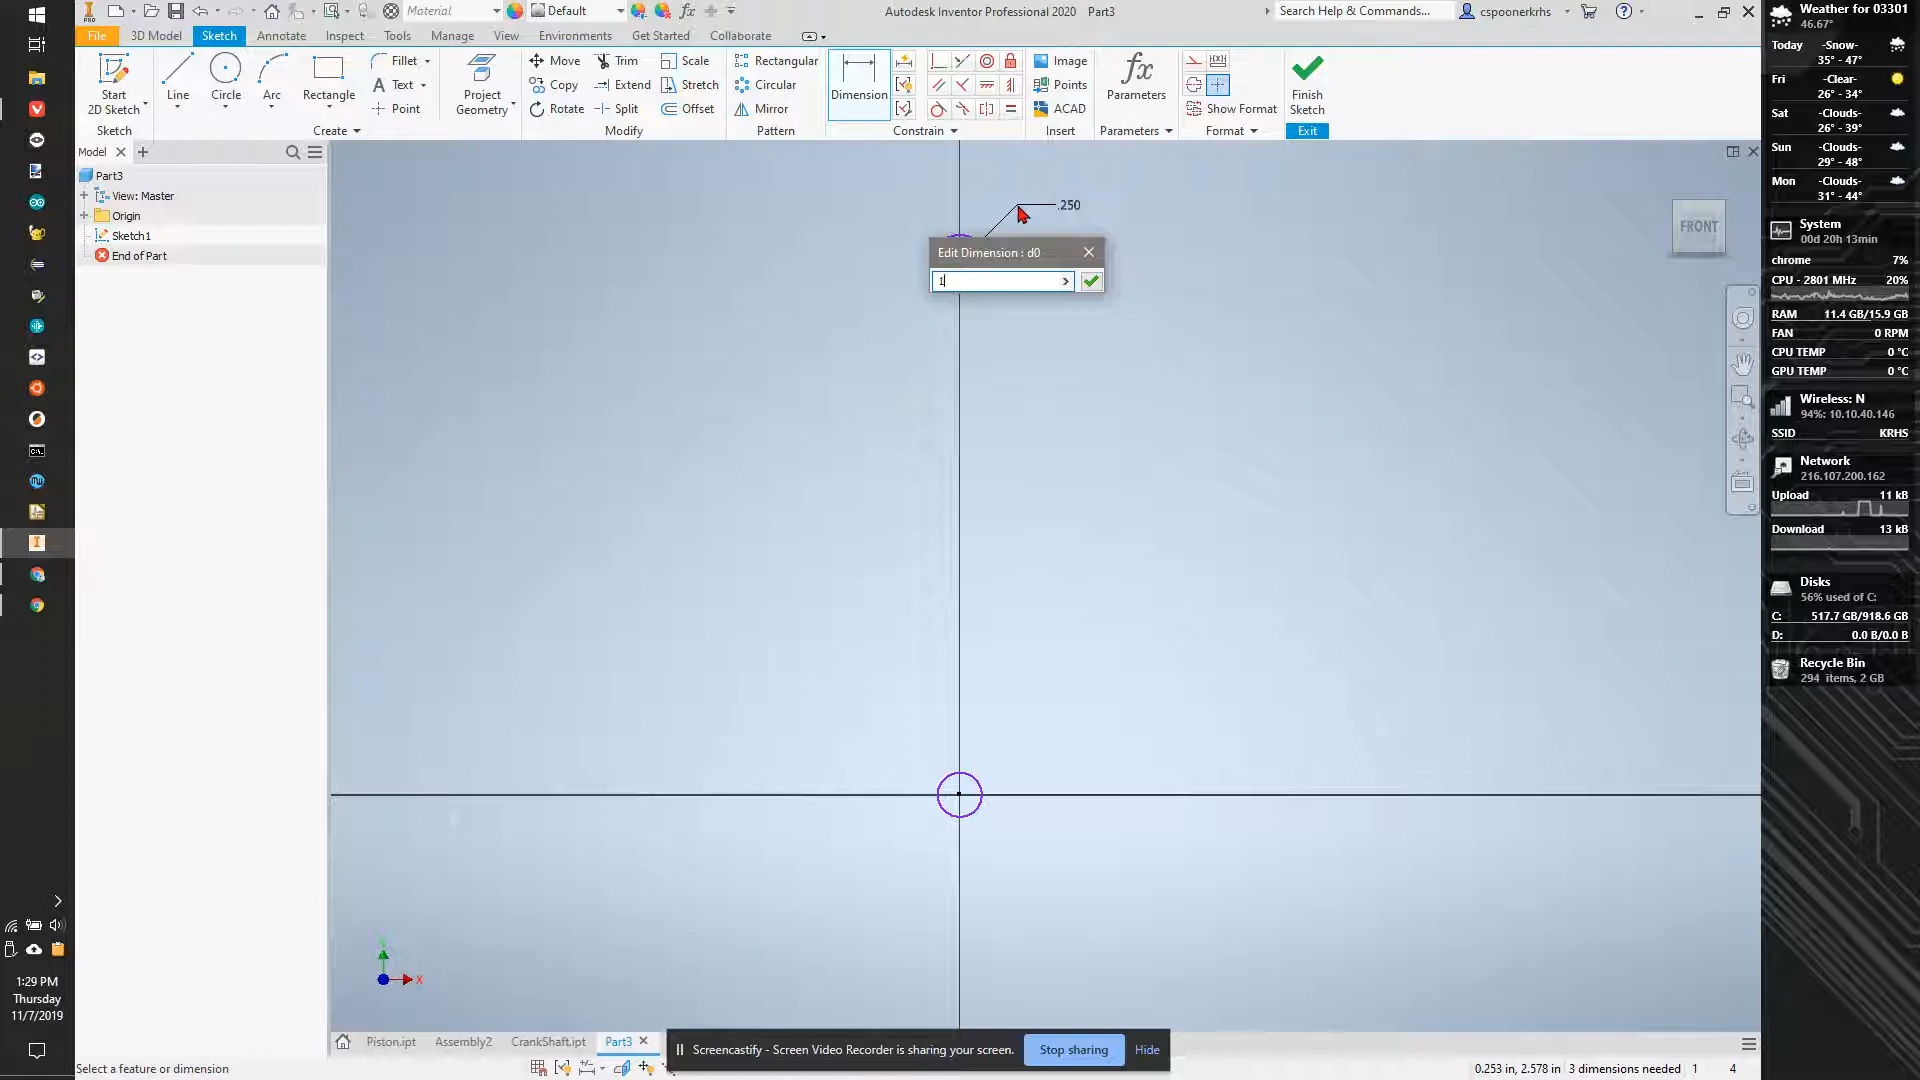 Material
Default
Autodesk Inventor Professional 2020 Part3
Search Help & Commands...
cspoonerkrhs
PRO
File
3D Model
Sketch
Annotate
Inspect
Tools
Manage
View
Environments
Get Started
Collaborate
Start
2D Sketch
Line
Circle
Arc
Rectangle
Fillet
Text
Point
Project
Geometry
Move
Copy
Rotate
Trim
Extend
Split
Scale
Stretch
Offset
Rectangular
Circular
Mirror
Dimension
Image
Points
ACAD
fx
Parameters
Show Format
Finish
Sketch
Sketch
Create
Modify
Pattern
Constrain
Insert
Parameters
Format
Exit
Model
Part3
View: Master
Origin
Sketch1
End of Part
.250
Edit Dimension : d0
1
FRONT
X
Piston.ipt
Assembly2
CrankShaft.ipt
Part3
Screencastify - Screen Video Recorder is sharing your screen.
Stop sharing
Hide
Select a feature or dimension
0.253 in, 2.578 in
3 dimensions needed
1
4
1:29 PM
Thursday
11/7/2019
Weather for 03301
46.67°
Today -Snow-
35° - 47°
Fri -Clear-
26° - 34°
Sat -Clouds-
26° - 39°
Sun -Clouds-
29° - 48°
Mon -Clouds-
31° - 44°
System
00d 20h 13min
chrome 7%
CPU - 2801 MHz 20%
RAM 11.4 GB/15.9 GB
FAN 0 RPM
CPU TEMP 0 °C
GPU TEMP 0 °C
Wireless: N
94%: 10.10.40.146
SSID KRHS
Network
216.107.200.162
Upload 11 kB
Download 13 kB
Disks
56% used of C:
C: 517.7 GB/918.6 GB
D: 0.0 B/0.0 B
Recycle Bin
294 items, 2 GB